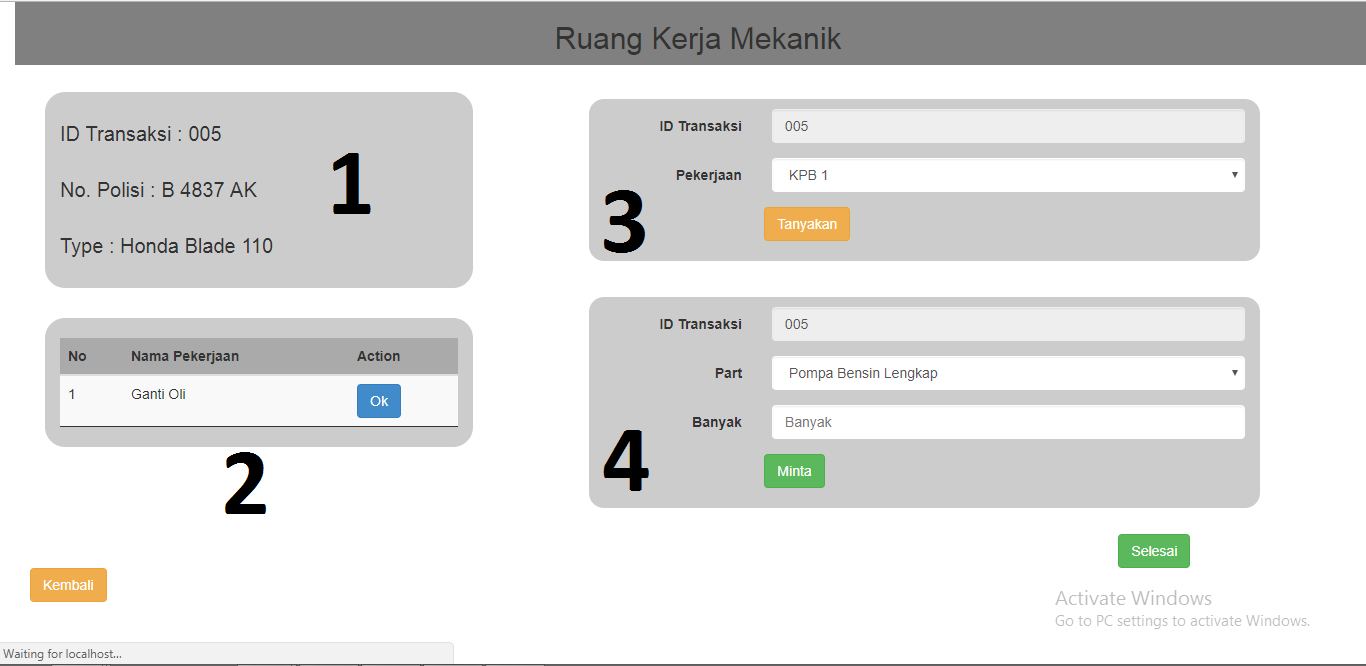 Ruang Kerja Mekanik
ID Transaksi : 005
No. Polisi : B 4837 AK
Type : Honda Blade 110
1
No Nama Pekerjaan Action
1 Ganti Oli Ok
2
Kembali
ID Transaksi 005
Pekerjaan KPB 1
Tanyakan
3
ID Transaksi 005
Part Pompa Bensin Lengkap
Banyak Banyak
Minta
4
Selesai
Activate Windows
Go to PC settings to activate Windows.
Waiting for localhost...